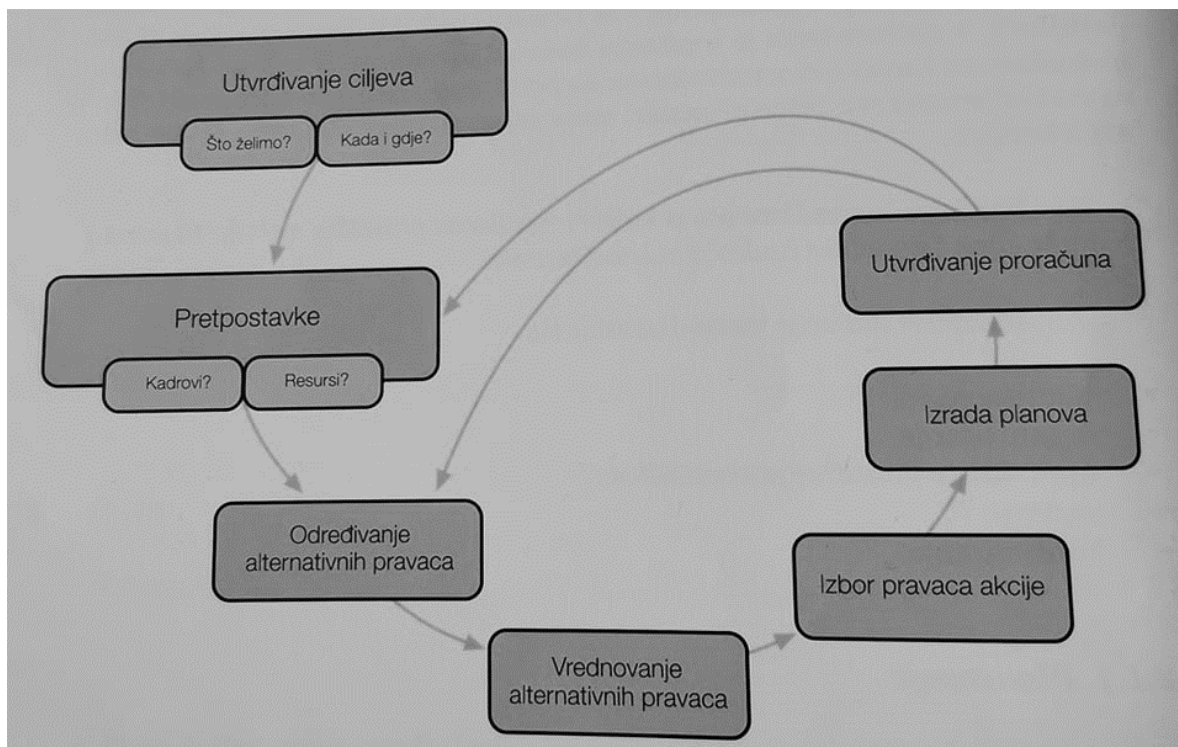 Utvrđivanje ciljeva
Što želimo?
Kada i gdje?
Pretpostavke
Kadrovi?
Resursi?
Određivanje
alternativnih pravaca
Vrednovanje
alternativnih pravaca
Izbor pravaca akcije
Izrada planova
Utvrđivanje proračuna